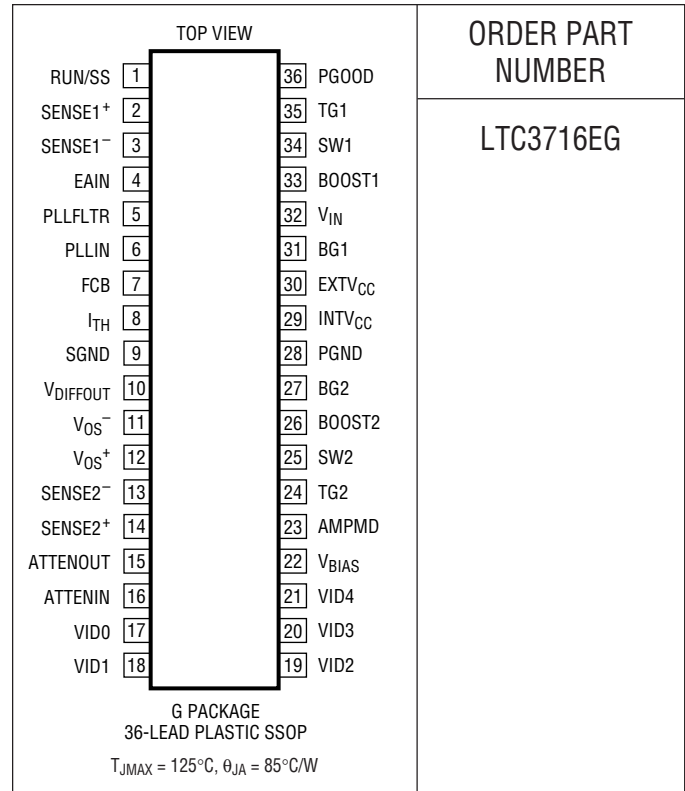 TOP VIEW
RUN/SS 1 36 PGOOD
SENSE1+ 2 35 TG1
SENSE1– 3 34 SW1
EAIN 4 33 BOOST1
PLLFLTR 5 32 VIN
PLLIN 6 31 BG1
FCB 7 30 EXTVCC
ITH 8 29 INTVCC
SGND 9 28 PGND
VDIFFOUT 10 27 BG2
VOS– 11 26 BOOST2
VOS+ 12 25 SW2
SENSE2– 13 24 TG2
SENSE2+ 14 23 AMPMD
ATTENOUT 15 22 VBIAS
ATTENIN 16 21 VID4
VID0 17 20 VID3
VID1 18 19 VID2
G PACKAGE
36-LEAD PLASTIC SSOP
TJMAX = 125°C, θJA = 85°C/W
ORDER PART
NUMBER
LTC3716EG